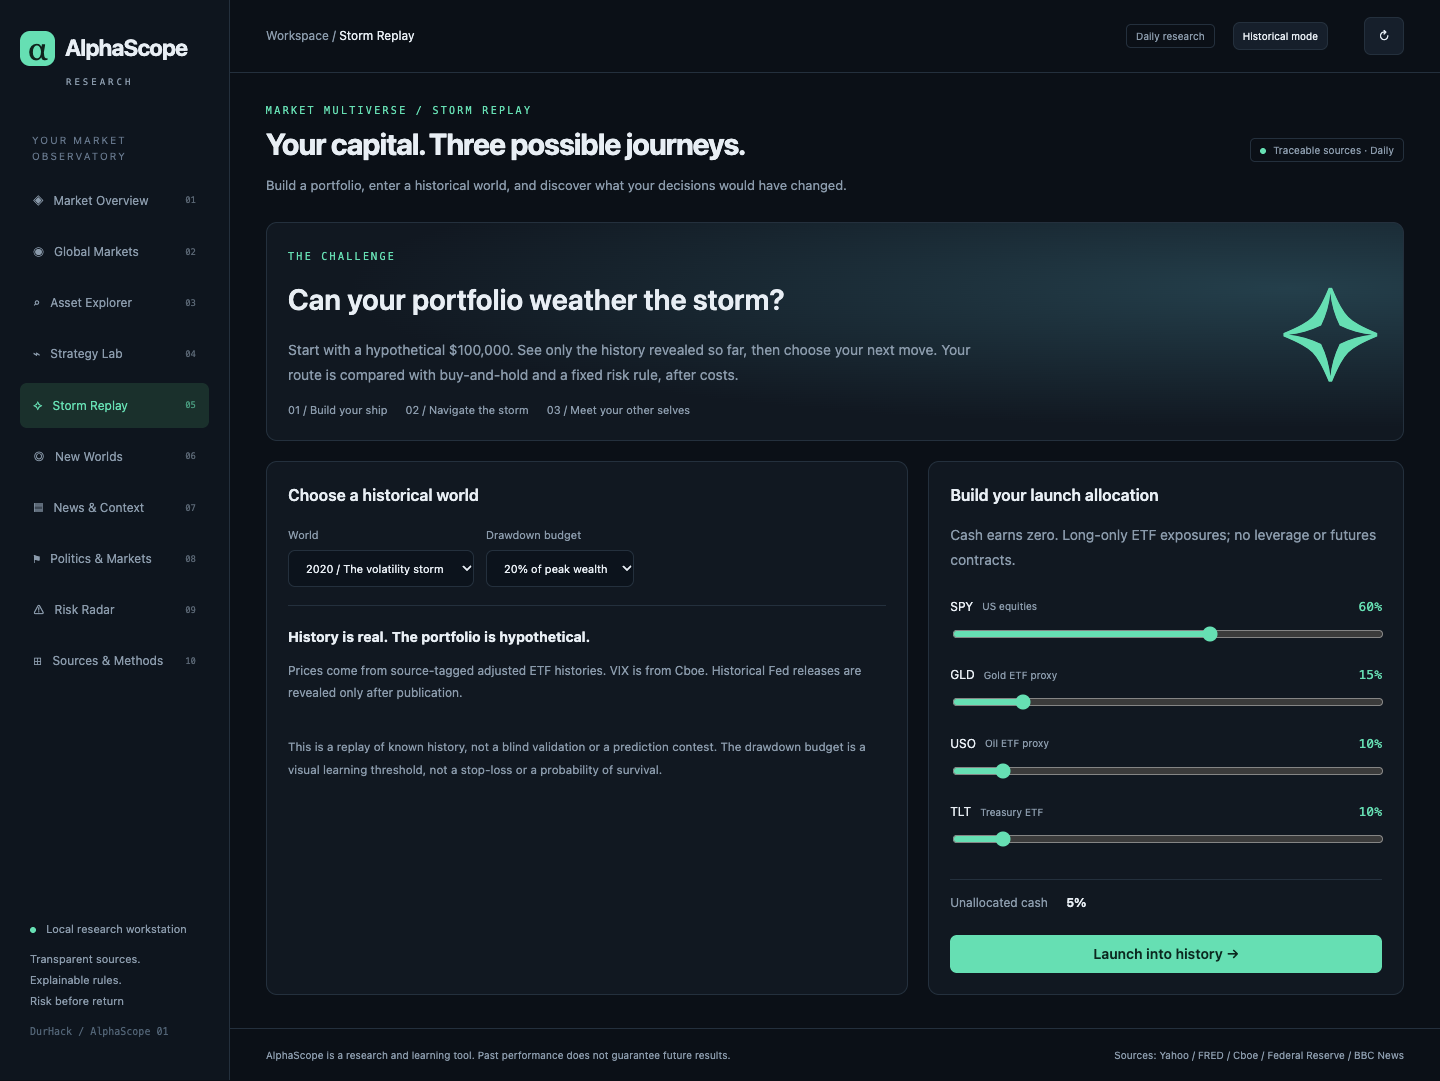 α AlphaScope
RESEARCH
YOUR MARKET
OBSERVATORY
Market Overview 01
Global Markets 02
Asset Explorer 03
Strategy Lab 04
Storm Replay 05
New Worlds 06
News & Context 07
Politics & Markets 08
Risk Radar 09
Sources & Methods 10
Local research workstation
Transparent sources.
Explainable rules.
Risk before return
DurHack / AlphaScope 01
Workspace / Storm Replay
Daily research
Historical mode
MARKET MULTIVERSE / STORM REPLAY
Your capital. Three possible journeys.
Traceable sources · Daily
Build a portfolio, enter a historical world, and discover what your decisions would have changed.
THE CHALLENGE
Can your portfolio weather the storm?
Start with a hypothetical $100,000. See only the history revealed so far, then choose your next move. Your
route is compared with buy-and-hold and a fixed risk rule, after costs.
01 / Build your ship 02 / Navigate the storm 03 / Meet your other selves
Choose a historical world
World Drawdown budget
2020 / The volatility storm 20% of peak wealth
History is real. The portfolio is hypothetical.
Prices come from source-tagged adjusted ETF histories. VIX is from Cboe. Historical Fed releases are
revealed only after publication.
This is a replay of known history, not a blind validation or a prediction contest. The drawdown budget is a
visual learning threshold, not a stop-loss or a probability of survival.
Build your launch allocation
Cash earns zero. Long-only ETF exposures; no leverage or futures
contracts.
SPY US equities 60%
GLD Gold ETF proxy 15%
USO Oil ETF proxy 10%
TLT Treasury ETF 10%
Unallocated cash 5%
Launch into history →
AlphaScope is a research and learning tool. Past performance does not guarantee future results.
Sources: Yahoo / FRED / Cboe / Federal Reserve / BBC News